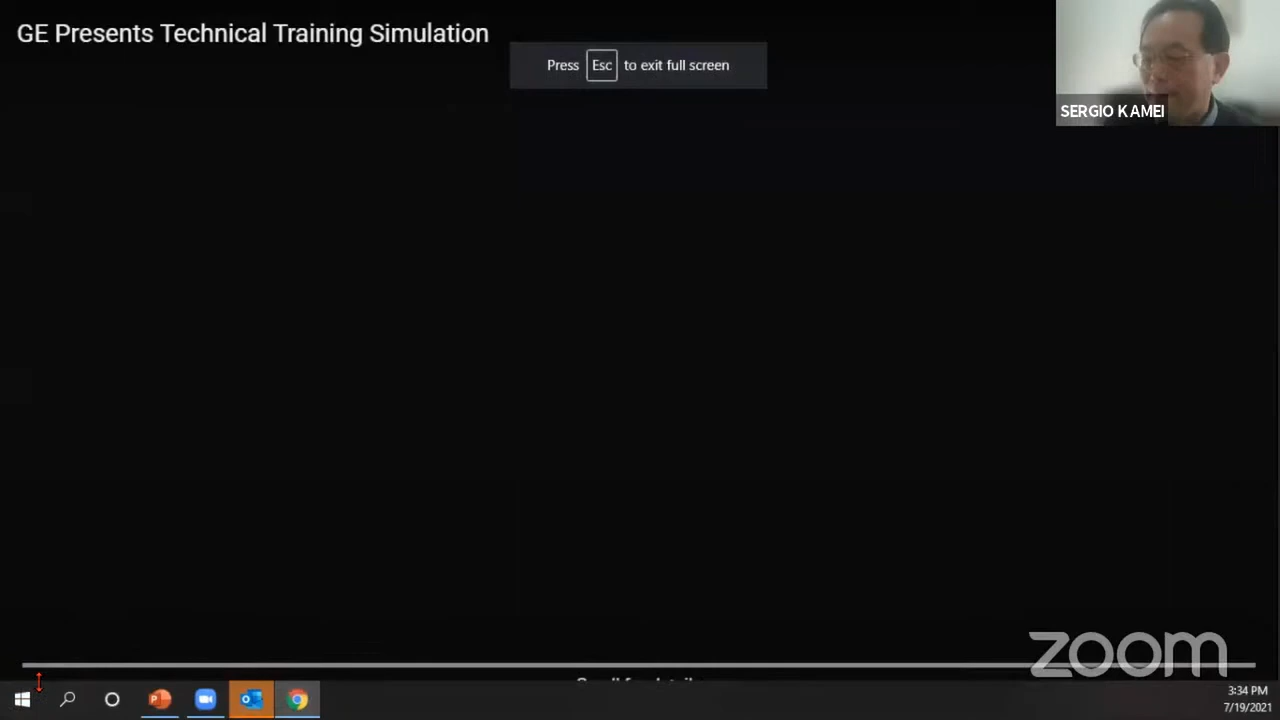 GE Presents Technical Training Simulation
Press Esc to exit full screen
SERGIO KAMEI
zoom
3:34 PM
7/19/2021